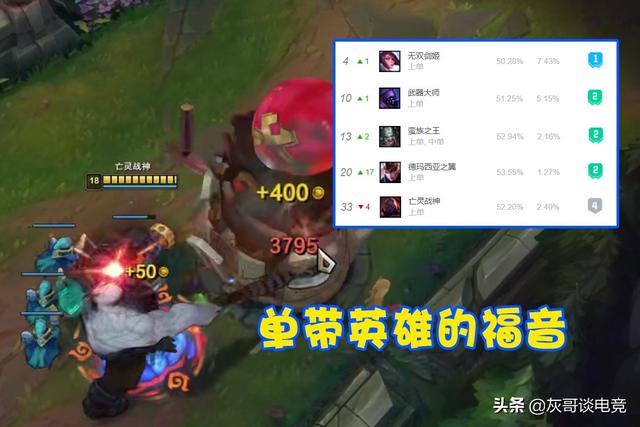 4 1 无双剑姬 50.28% 7.43% 1
上单
10 1 武器大师 51.25% 5.15% 2
上单
13 2 蛮族之王 52.94% 2.16% 2
上单, 中单
20 17 德玛西亚之翼 53.55% 1.27% 2
上单
33 4 亡灵战神 52.20% 2.40% 4
上单
亡灵战神
18
+400
3795
+50
单带英雄的福音
头条 @灰哥谈电竞